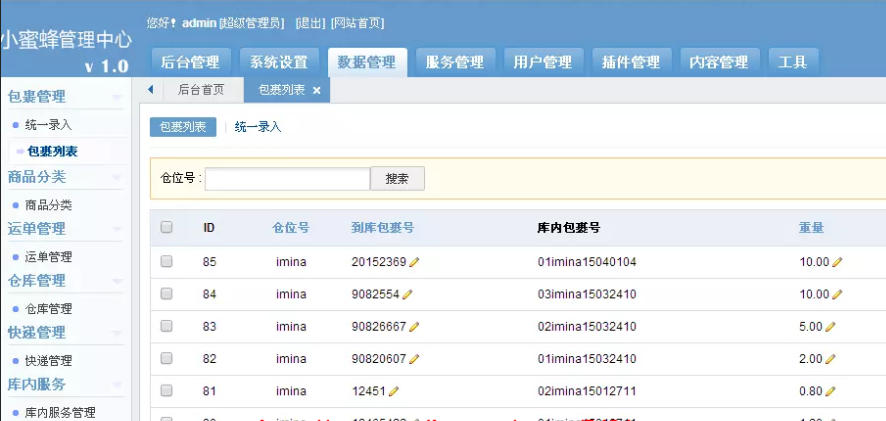 您好! admin [超级管理员] [退出] [网站首页]
小蜜蜂管理中心
v 1.0
后台管理 系统设置 数据管理 服务管理 用户管理 插件管理 内容管理 工具
包裹管理
统一录入
包裹列表
商品分类
商品分类
运单管理
运单管理
仓库管理
仓库管理
快递管理
快递管理
库内服务
库内服务管理
后台首页 包裹列表 ×
包裹列表 统一录入
仓位号 : 搜索
ID 仓位号 到库包裹号 库内包裹号 重量
85 imina 20152369 01imina15040104 10.00
84 imina 9082554 03imina15032410 10.00
83 imina 90826667 02imina15032410 5.00
82 imina 90820607 01imina15032410 2.00
81 imina 12451 02imina15012711 0.80